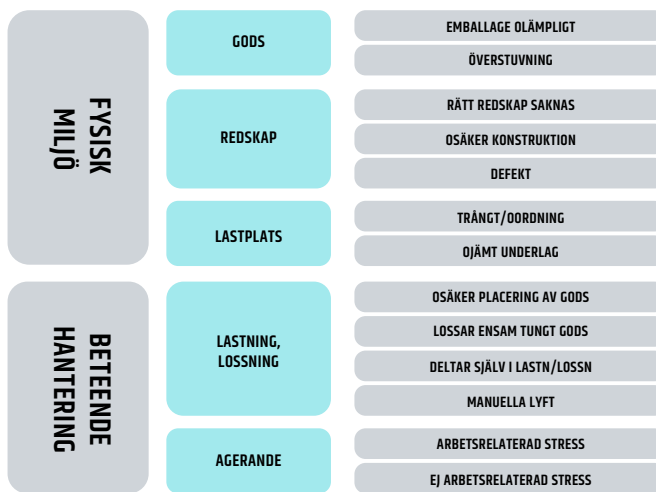 FYSISK
MILJÖ
GODS
EMBALLAGE OLÄMPLIGT
ÖVERSTUVNING
REDSKAP
RÄTT REDSKAP SAKNAS
OSÄKER KONSTRUKTION
DEFEKT
LASTPLATS
TRÅNGT/OORDNING
OJÄMT UNDERLAG
BETEENDE
HANTERING
LASTNING,
LOSSNING
OSÄKER PLACERING AV GODS
LOSSAR ENSAM TUNGT GODS
DELTAR SJÄLV I LASTN/LOSSN
MANUELLA LYFT
AGERANDE
ARBETSRELATERAD STRESS
EJ ARBETSRELATERAD STRESS